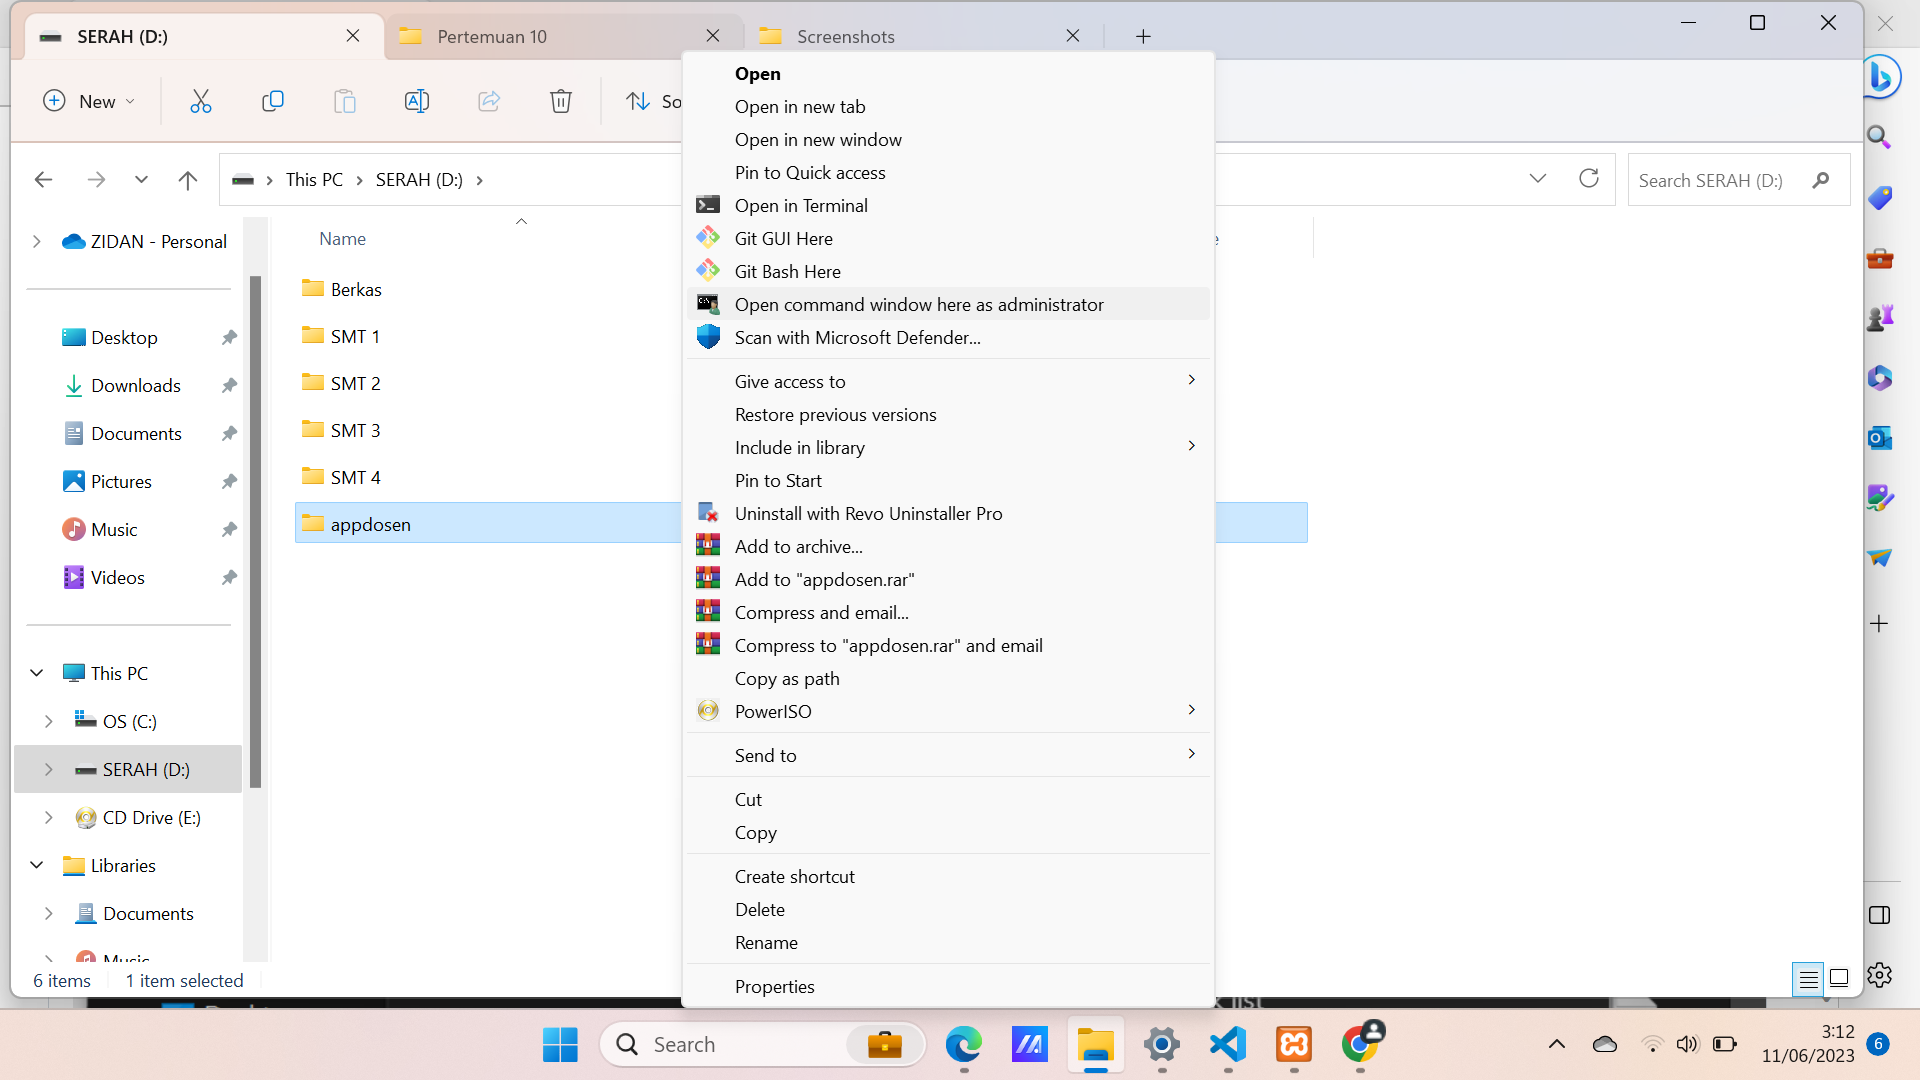 SERAH (D:)
Pertemuan 10
Screenshots
New
So
This PC
SERAH (D:)
Search SERAH (D:)
ZIDAN - Personal
Desktop
Downloads
Documents
Pictures
Music
Videos
This PC
OS (C:)
SERAH (D:)
CD Drive (E:)
Libraries
Documents
Music
Name
Berkas
SMT 1
SMT 2
SMT 3
SMT 4
appdosen
Open
Open in new tab
Open in new window
Pin to Quick access
Open in Terminal
Git GUI Here
Git Bash Here
Open command window here as administrator
Scan with Microsoft Defender...
Give access to
Restore previous versions
Include in library
Pin to Start
Uninstall with Revo Uninstaller Pro
Add to archive...
Add to "appdosen.rar"
Compress and email...
Compress to "appdosen.rar" and email
Copy as path
PowerISO
Send to
Cut
Copy
Create shortcut
Delete
Rename
Properties
6 items
1 item selected
Search
3:12
11/06/2023
6